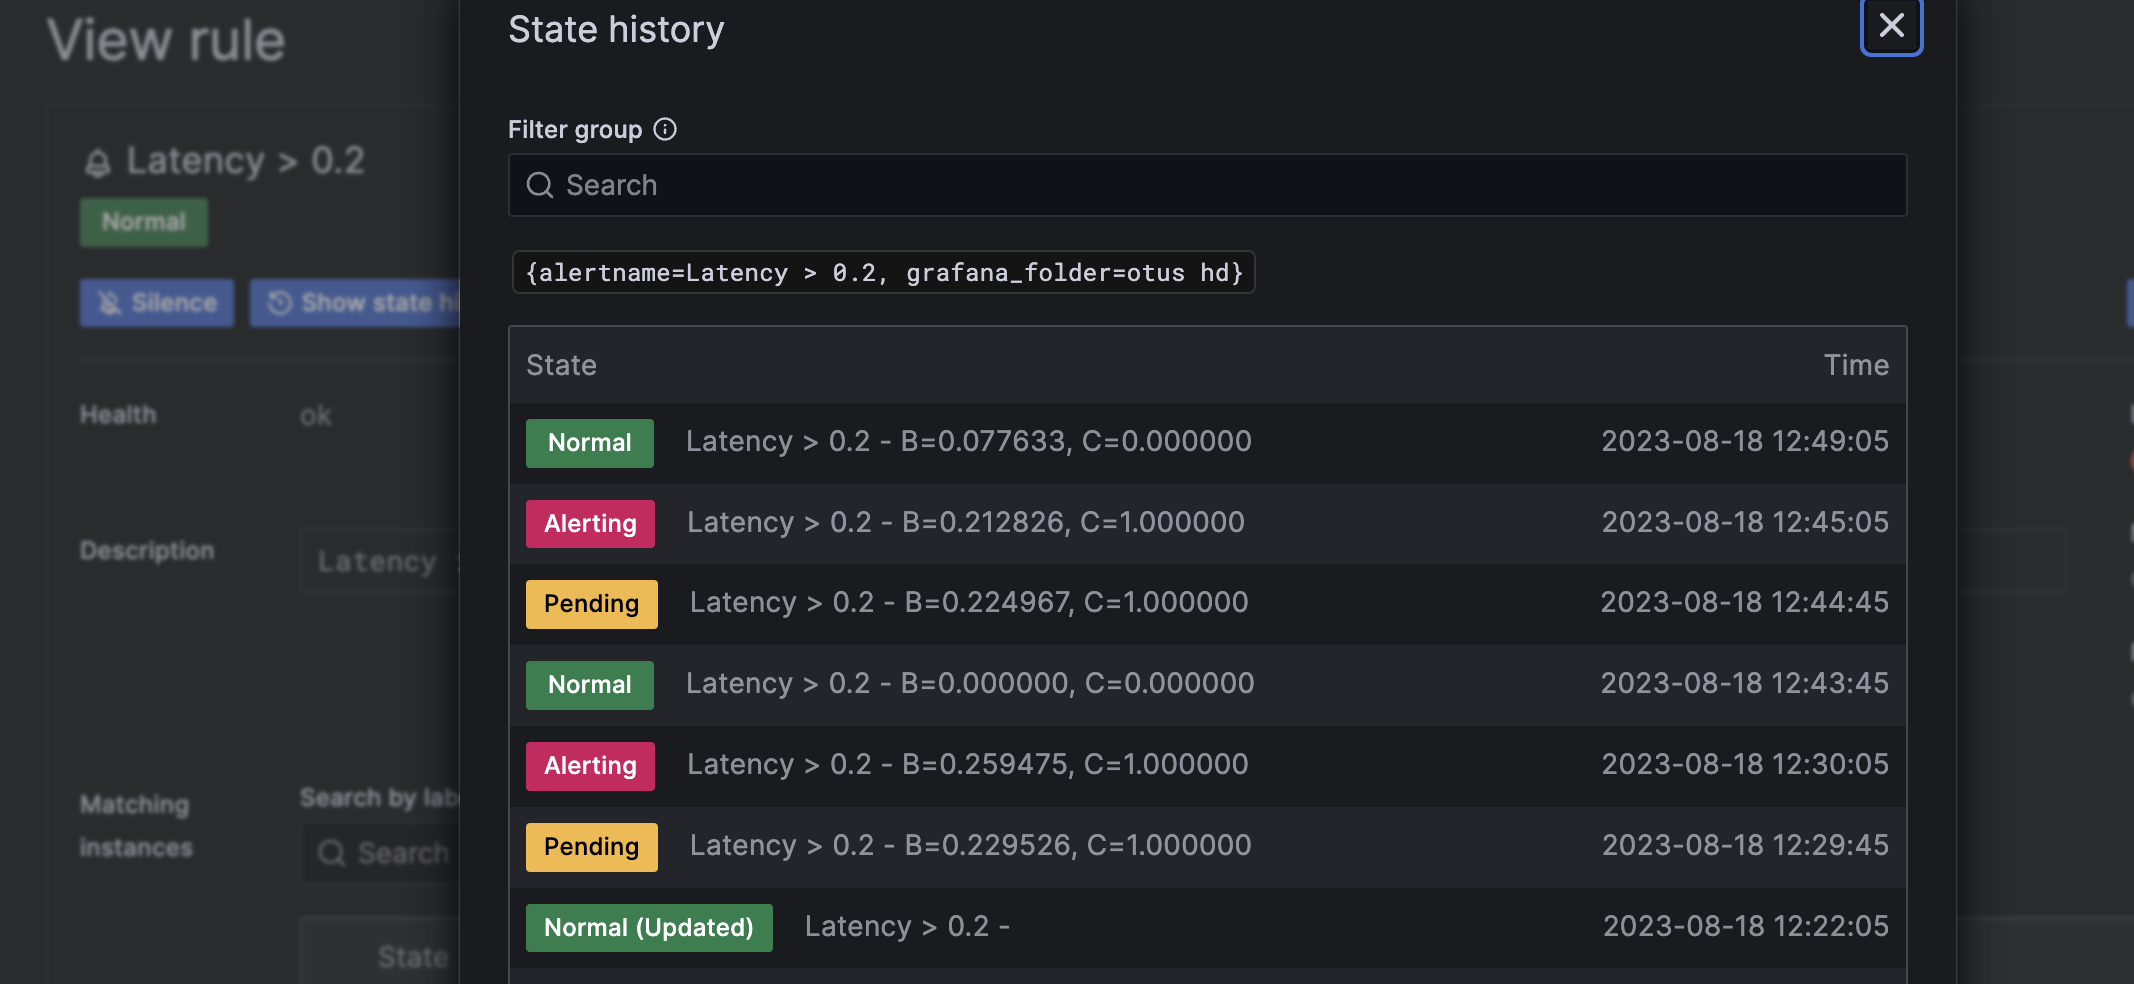 View rule
State history
Filter group
Search
Latency > 0.2
Normal
{alertname=Latency > 0.2, grafana_folder=otus hd}
Silence
Show state
State Time
Health ok
Normal Latency > 0.2 - B=0.077633, C=0.000000 2023-08-18 12:49:05
Alerting Latency > 0.2 - B=0.212826, C=1.000000 2023-08-18 12:45:05
Description Latency
Pending Latency > 0.2 - B=0.224967, C=1.000000 2023-08-18 12:44:45
Normal Latency > 0.2 - B=0.000000, C=0.000000 2023-08-18 12:43:45
Alerting Latency > 0.2 - B=0.259475, C=1.000000 2023-08-18 12:30:05
Matching
instances
Search by
Search
Pending Latency > 0.2 - B=0.229526, C=1.000000 2023-08-18 12:29:45
Normal (Updated) Latency > 0.2 - 2023-08-18 12:22:05
State